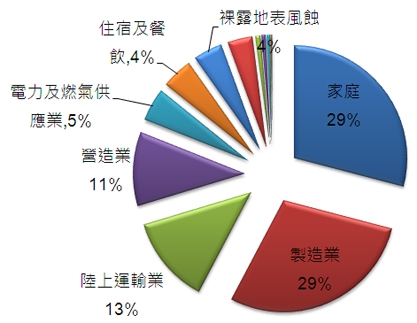 裸露地表風蝕
4%
住宿及餐
飲,4%
電力及燃氣供
應業,5%
家庭
29%
營造業
11%
製造業
29%
陸上運輸業
13%